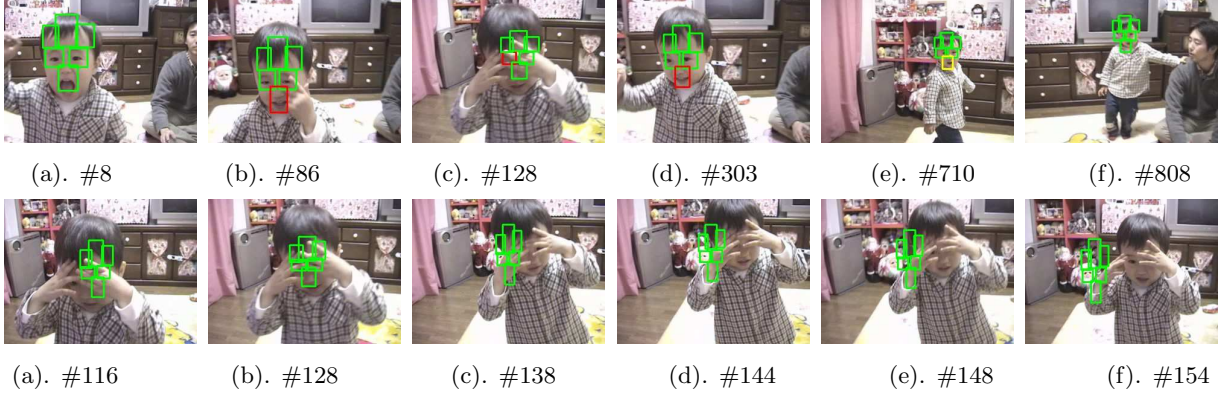 (a). #8 (b). #86 (c). #128 (d). #303 (e). #710 (f). #808
(a). #116 (b). #128 (c). #138 (d). #144 (e). #148 (f). #154